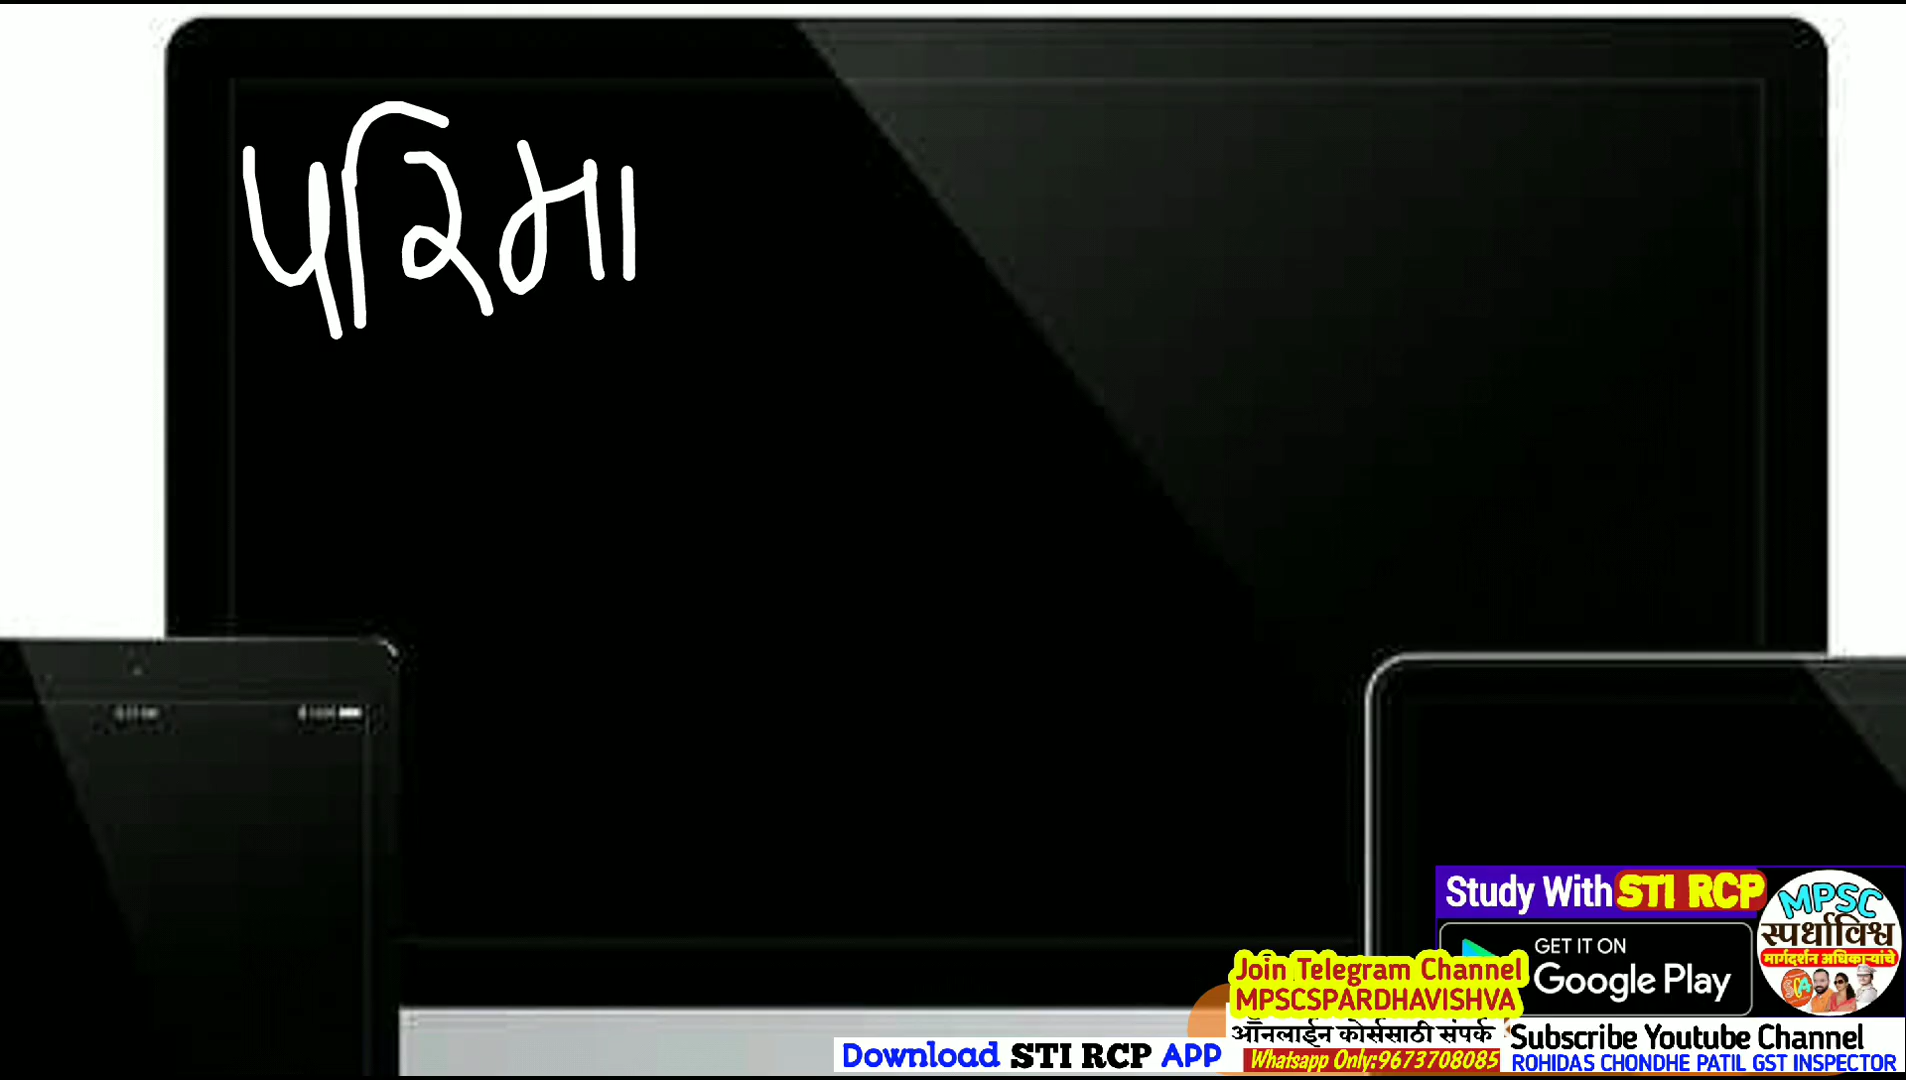 परिमा
Study With STI RCP
MPSC
स्पर्धाविश्व
मार्गदर्शन अधिकाऱ्यांचे
GET IT ON
Google Play
Join Telegram Channel
MPSCSPARDHAVISHVA
ऑनलाईन कोर्ससाठी संपर्क
Whatsapp Only:9673708085
Download STI RCP APP
Subscribe Youtube Channel
ROHIDAS CHONDHE PATIL GST INSPECTOR